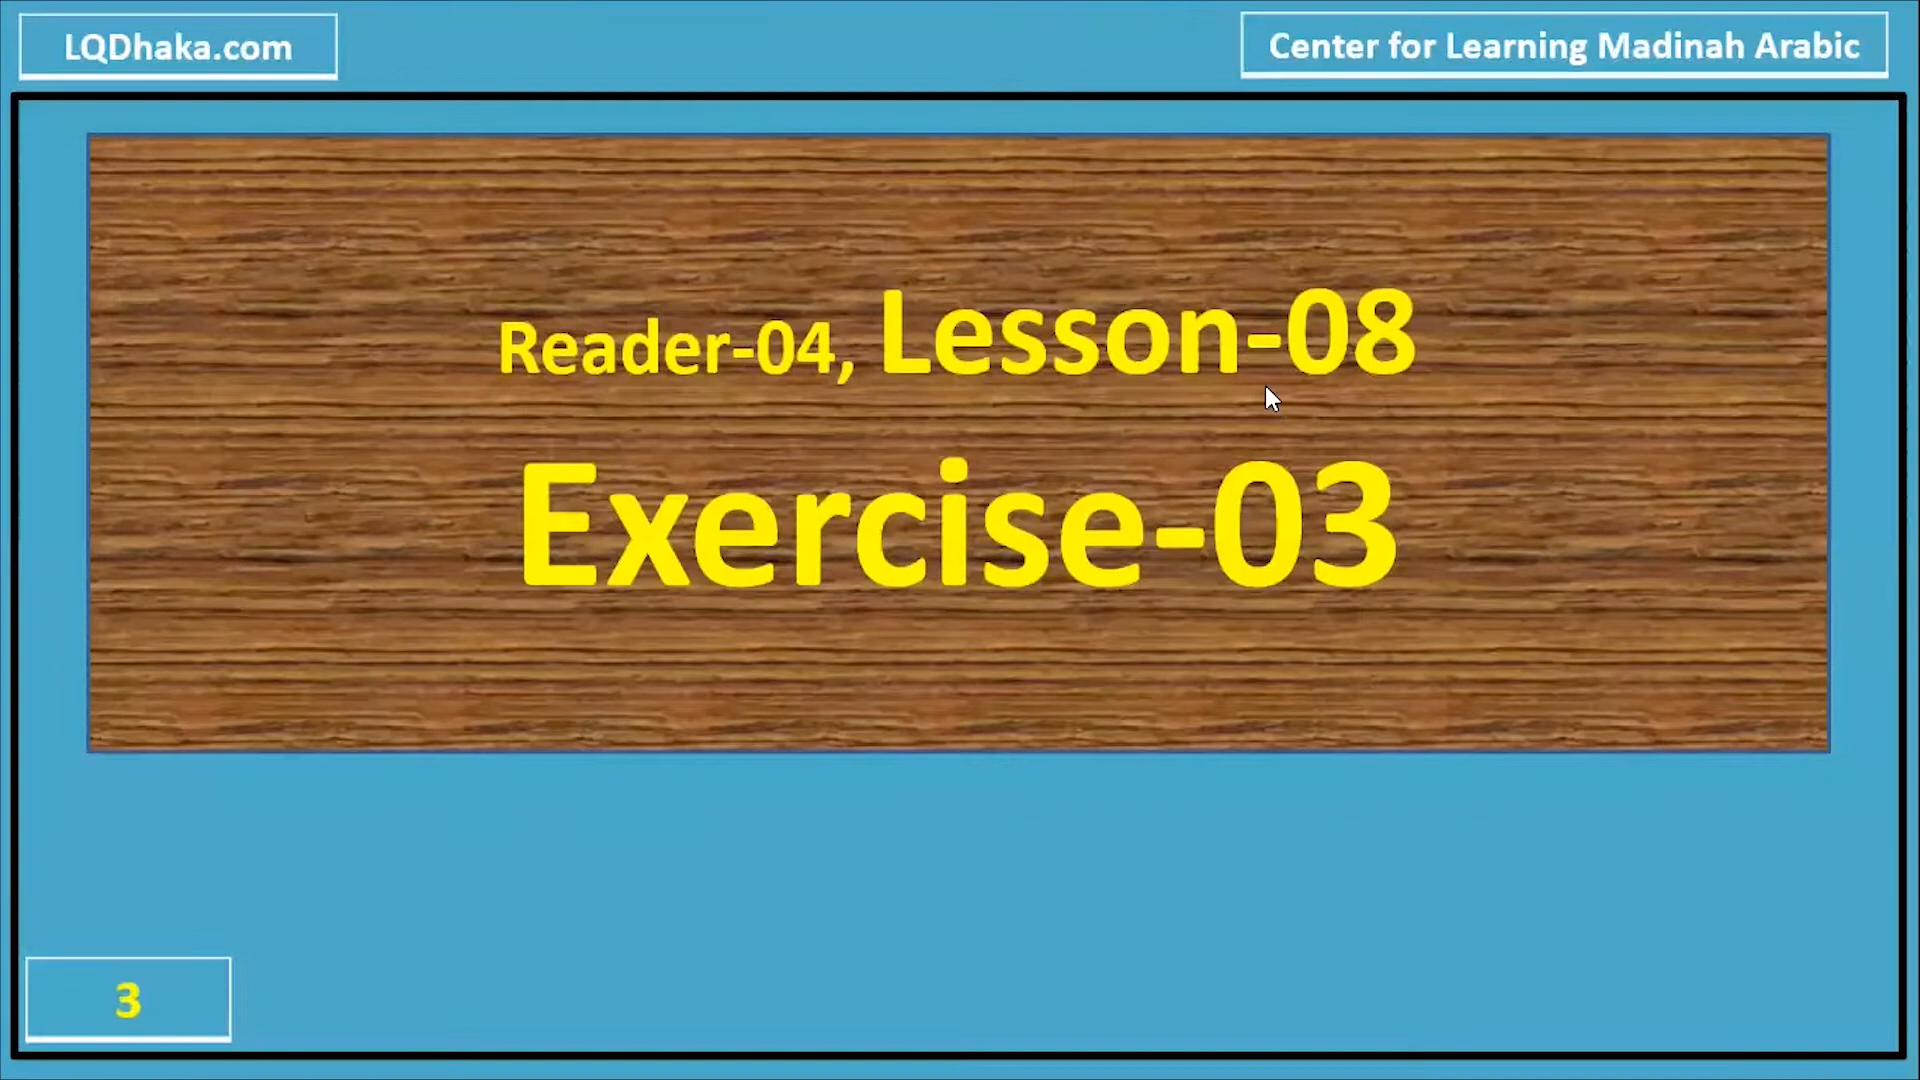 LQDhaka.com
Center for Learning Madinah Arabic
Reader-04, Lesson-08
Exercise-03
3